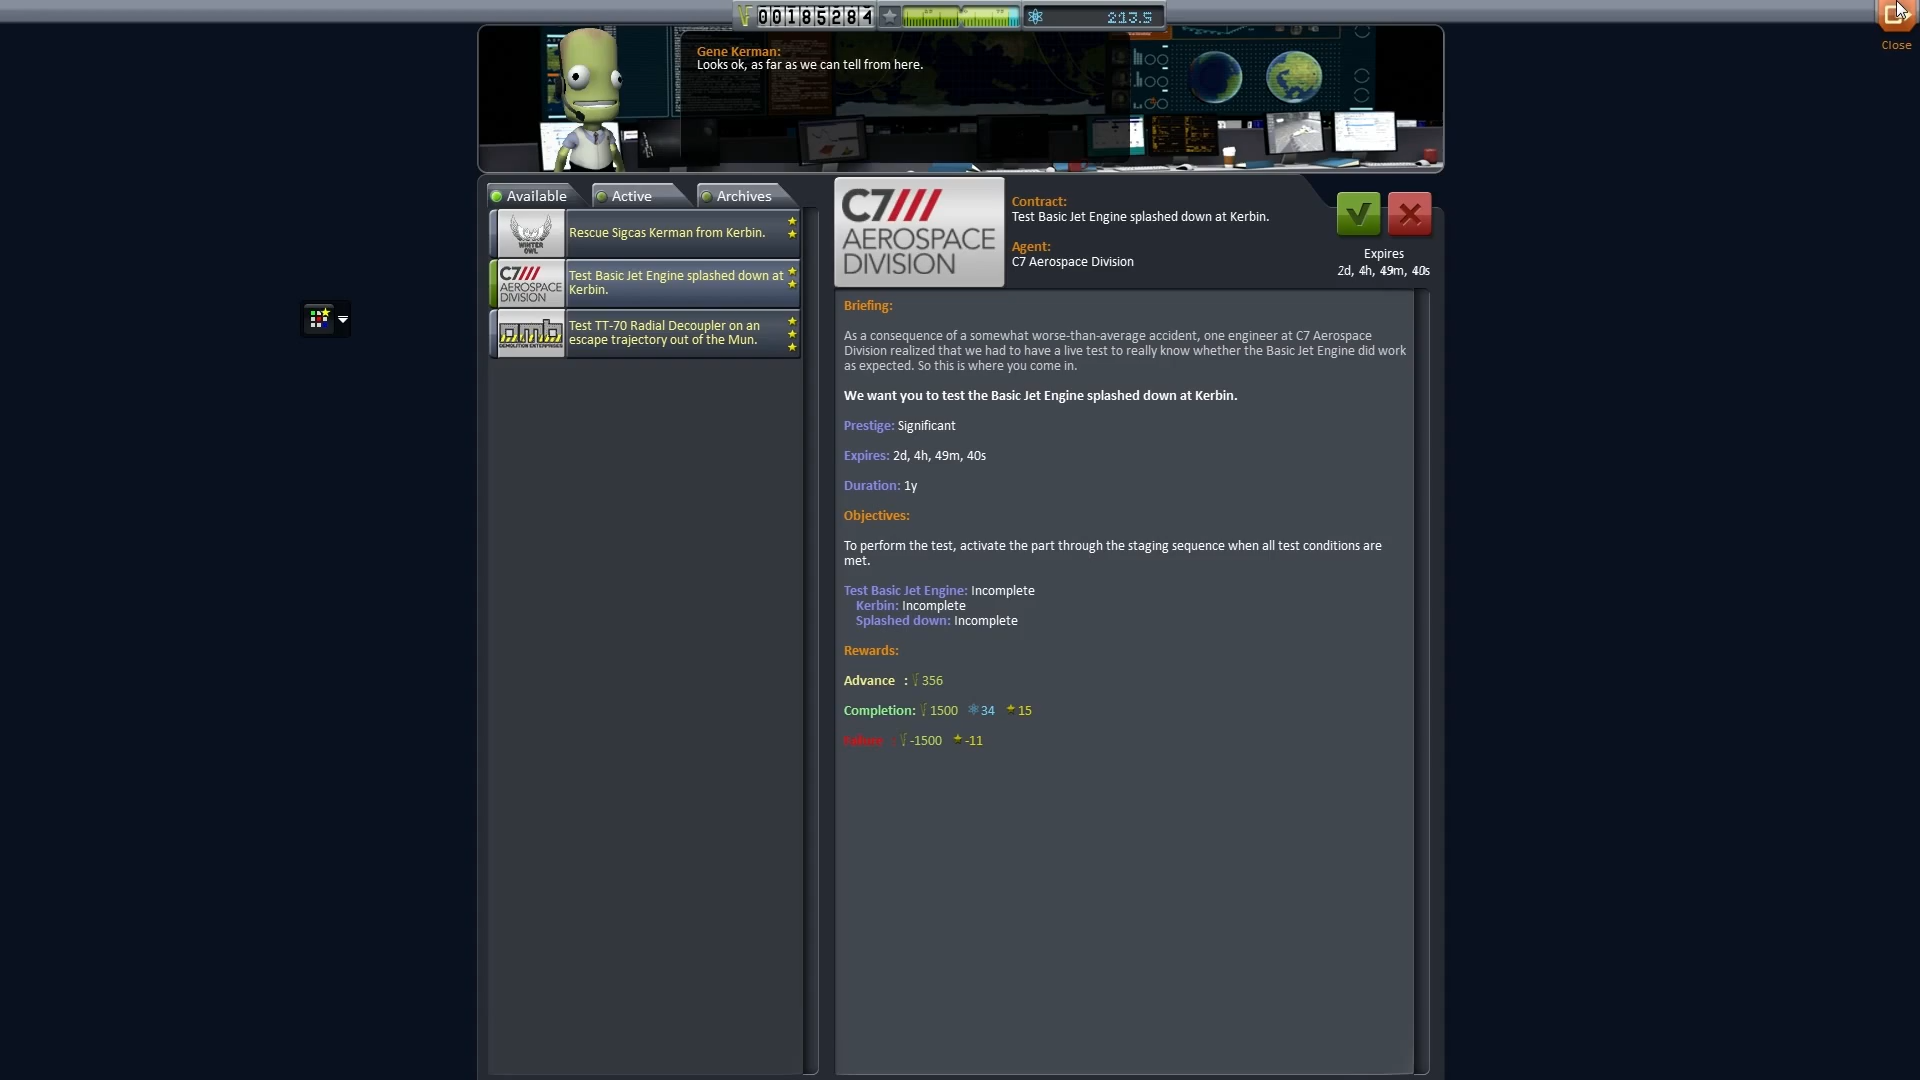 00185284
213.5
Close
Gene Kerman:
Looks ok, as far as we can tell from here.
Available
Active
Archives
WINTER
OWL
Rescue Sigcas Kerman from Kerbin.
C7///
AEROSPACE
DIVISION
Test Basic Jet Engine splashed down at
Kerbin.
DEMOLITION ENTERPRISES
Test TT-70 Radial Decoupler on an
escape trajectory out of the Mun.
C7///
AEROSPACE
DIVISION
Contract:
Test Basic Jet Engine splashed down at Kerbin.
Agent:
C7 Aerospace Division
Expires
2d, 4h, 49m, 40s
Briefing:
As a consequence of a somewhat worse-than-average accident, one engineer at C7 Aerospace
Division realized that we had to have a live test to really know whether the Basic Jet Engine did work
as expected. So this is where you come in.
We want you to test the Basic Jet Engine splashed down at Kerbin.
Prestige: Significant
Expires: 2d, 4h, 49m, 40s
Duration: 1y
Objectives:
To perform the test, activate the part through the staging sequence when all test conditions are
met.
Test Basic Jet Engine: Incomplete
Kerbin: Incomplete
Splashed down: Incomplete
Rewards:
Advance : 356
Completion: 1500 34 15
Failure : -1500 -11